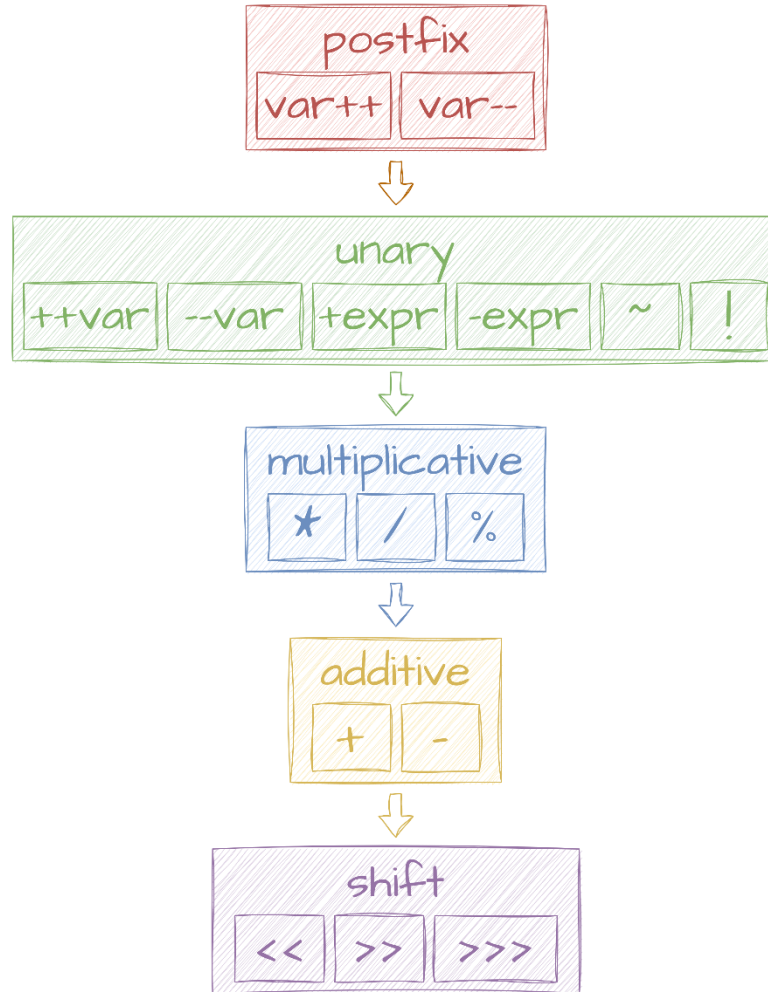 postfix
var++ var--
unary
++var --var +expr -expr ~ !
multiplicative
* / %
additive
+ -
shift
<< >> >>>